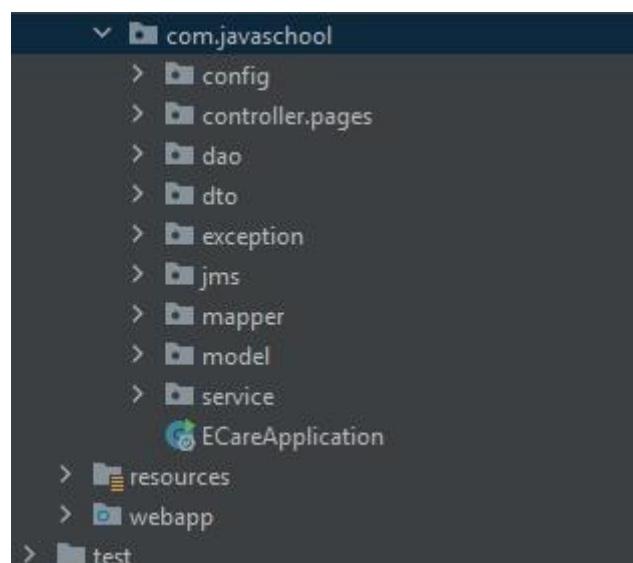 com.javaschool
config
controller.pages
dao
dto
exception
jms
mapper
model
service
ECareApplication
resources
webapp
test